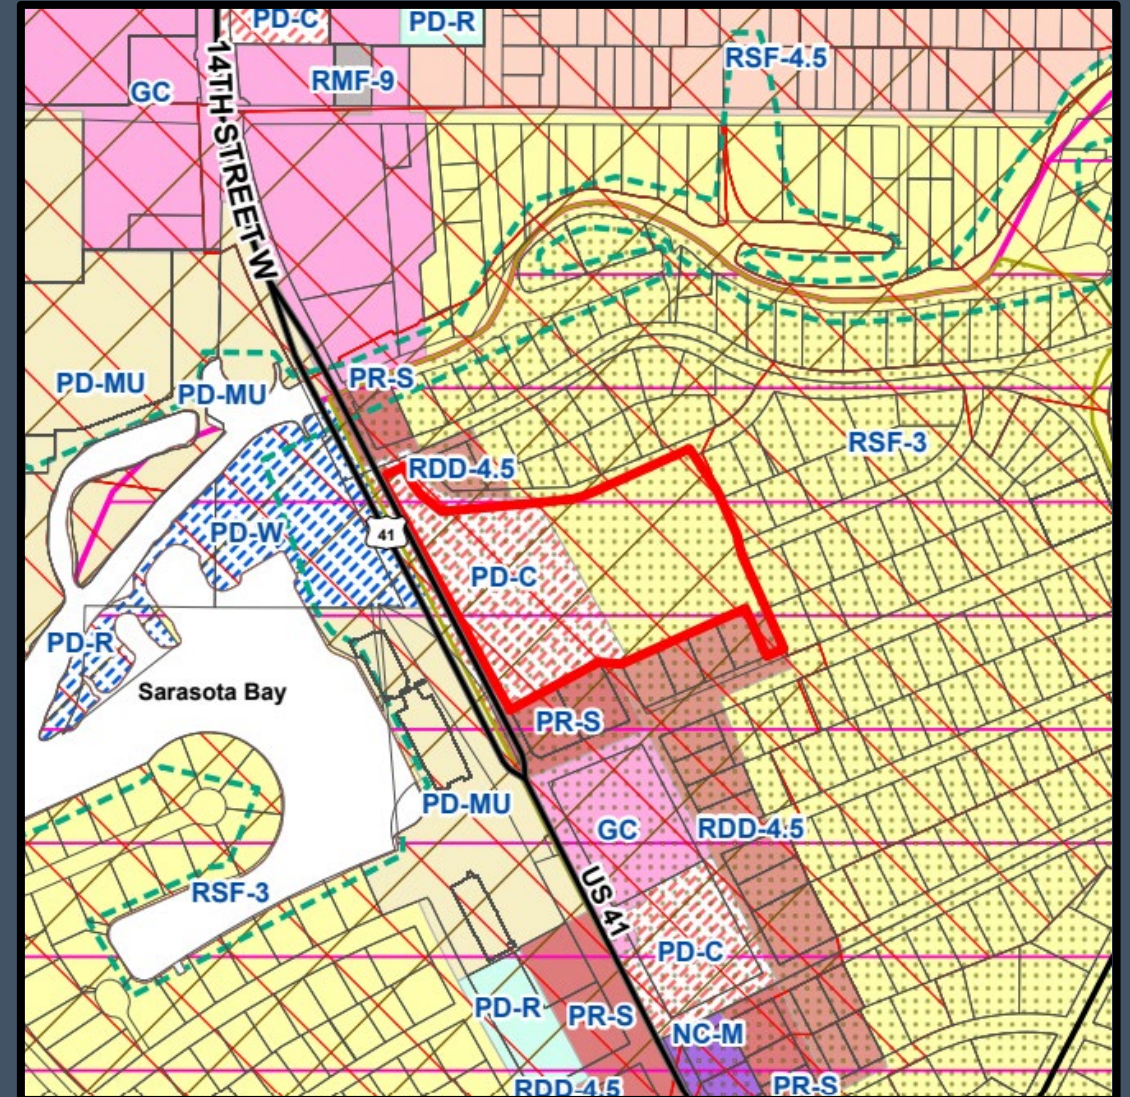 PD-C
PD-R
RSF-4.5
RMF-9
GC
14TH STREET W
PD-MU
PD-MU
PR-S
RSF-3
RDD-4.5
PD-W
41
PD-C
PD-R
Sarasota Bay
PR-S
PD-MU
GC
RDD-4.5
RSF-3
US 41
PD-C
PD-R
PR-S
NC-M
RDD-4.5
PR-S